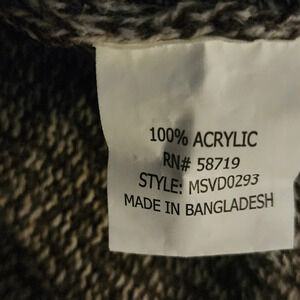 100% ACRYLIC
RN# 58719
STYLE: MSVD0293
MADE IN BANGLADESH